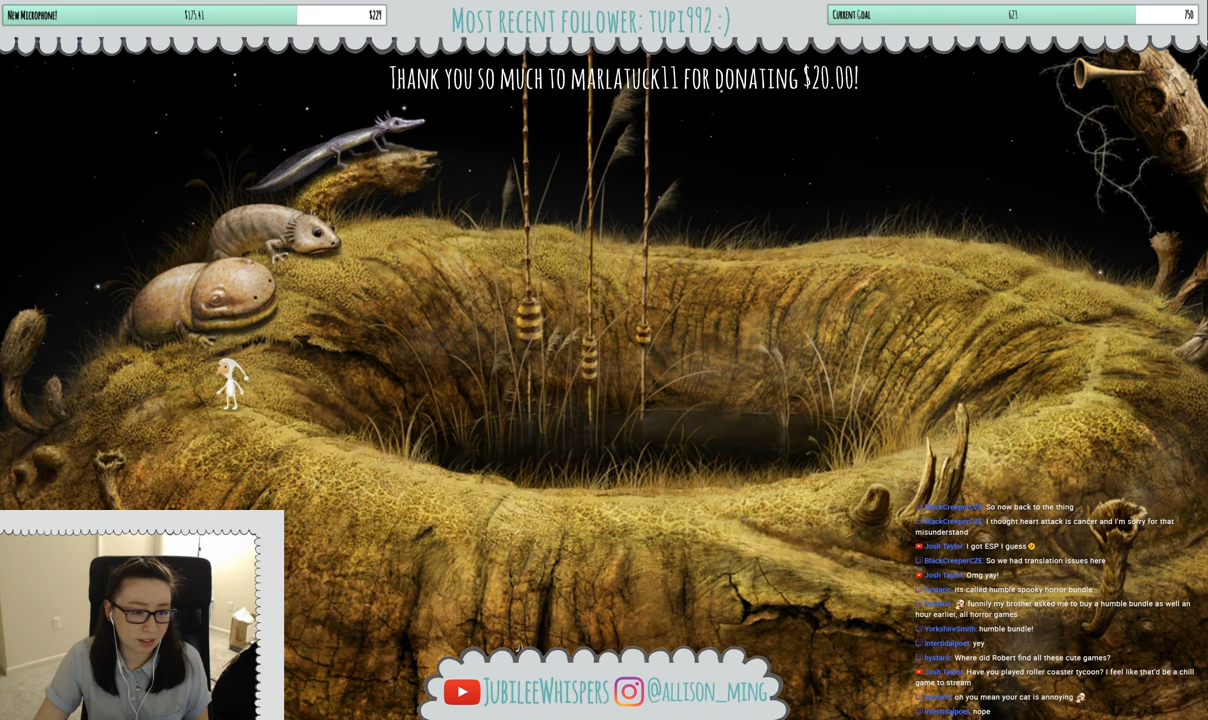 New Microphone! $175.41 $229
Most recent follower: tupi992 :)
Current Goal 623 750
Thank you so much to marlatuck11 for donating $20.00!
BlackCreeperCZE: So now back to the thing
BlackCreeperCZE: I thought heart attack is cancer and I'm sorry for that
misunderstand
Josh Taylor: I got ESP I guess
BlackCreeperCZE: So we had translation issues here
Josh Taylor: Omg yay!
hystaric: its called humble spooky horror bundle
hystaric: funnily my brother asked me to buy a humble bundle as well an
hour earlier, all horror games
YorkshireSmith: humble bundle!
intertidalpoet: yey
hystaric: Where did Robert find all these cute games?
Josh Taylor: Have you played roller coaster tycoon? I feel like that'd be a chill
game to stream
hystaric: oh you mean your cat is annoying
intertidalpoet: nope
JubileeWhispers @allison_ming